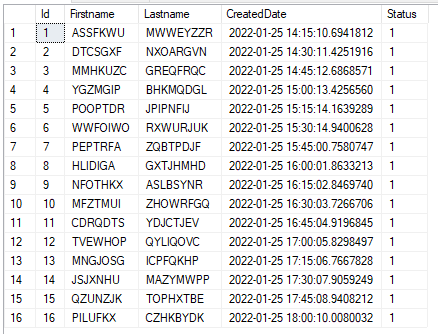 Id Firstname Lastname CreatedDate Status
1 1 ASSFKWU MWWEYZZR 2022-01-25 14:15:10.6941812 1
2 2 DTCSGXF NXOARGVN 2022-01-25 14:30:11.4251916 1
3 3 MMHKUZC GREQFRQC 2022-01-25 14:45:12.6868571 1
4 4 YGZMGIP BHKMQDGL 2022-01-25 15:00:13.4256560 1
5 5 POOPTDR JPIPNFIJ 2022-01-25 15:15:14.1639289 1
6 6 WWFOIWO RXWURJUK 2022-01-25 15:30:14.9400628 1
7 7 PEPTRFA ZQBTPDJF 2022-01-25 15:45:00.7580747 1
8 8 HLIDIGA GXTJHMHD 2022-01-25 16:00:01.8633213 1
9 9 NFOTHKX ASLBSYNR 2022-01-25 16:15:02.8469740 1
10 10 MFZTMUI ZHOWRFGQ 2022-01-25 16:30:03.7266706 1
11 11 CDRQDTS YDJCTJEV 2022-01-25 16:45:04.9196845 1
12 12 TVEWHOP QYLIQOVC 2022-01-25 17:00:05.8298497 1
13 13 MNGJOSG ICPFQKHP 2022-01-25 17:15:06.7667828 1
14 14 JSJXNHU MAZYMWPP 2022-01-25 17:30:07.9059249 1
15 15 QZUNZJK TOPHXTBE 2022-01-25 17:45:08.9408212 1
16 16 PILUFKX CZHKBYDK 2022-01-25 18:00:10.0080032 1